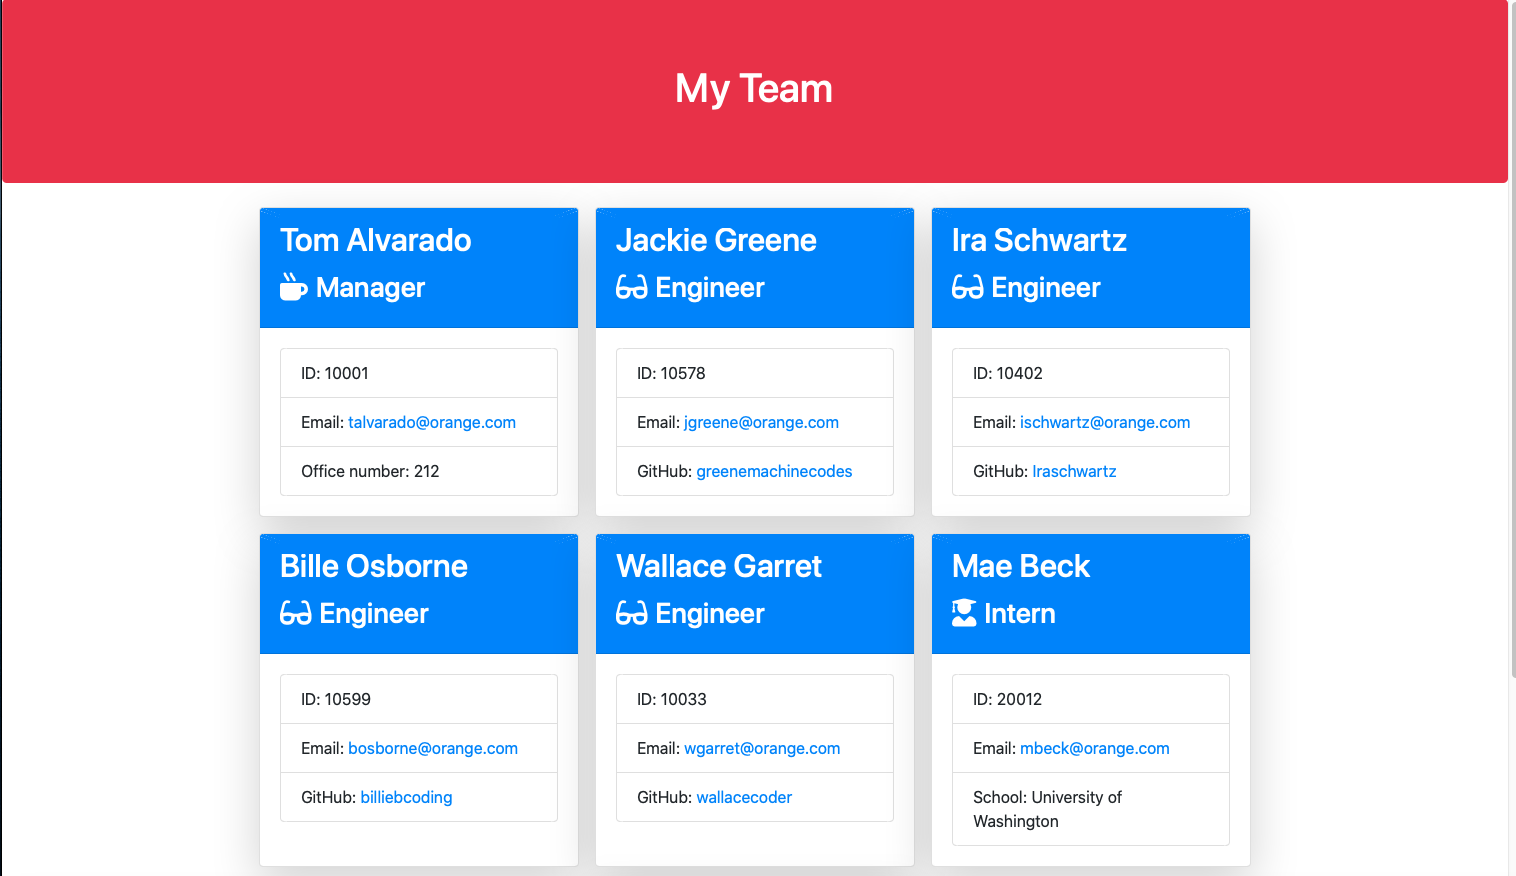 My Team
Tom Alvarado
Manager
ID: 10001
Email: talvarado@orange.com
Office number: 212
Jackie Greene
Engineer
ID: 10578
Email: jgreene@orange.com
GitHub: greenemachinecodes
Ira Schwartz
Engineer
ID: 10402
Email: ischwartz@orange.com
GitHub: Iraschwartz
Bille Osborne
Engineer
ID: 10599
Email: bosborne@orange.com
GitHub: billiebcoding
Wallace Garret
Engineer
ID: 10033
Email: wgarret@orange.com
GitHub: wallacecoder
Mae Beck
Intern
ID: 20012
Email: mbeck@orange.com
School: University of
Washington